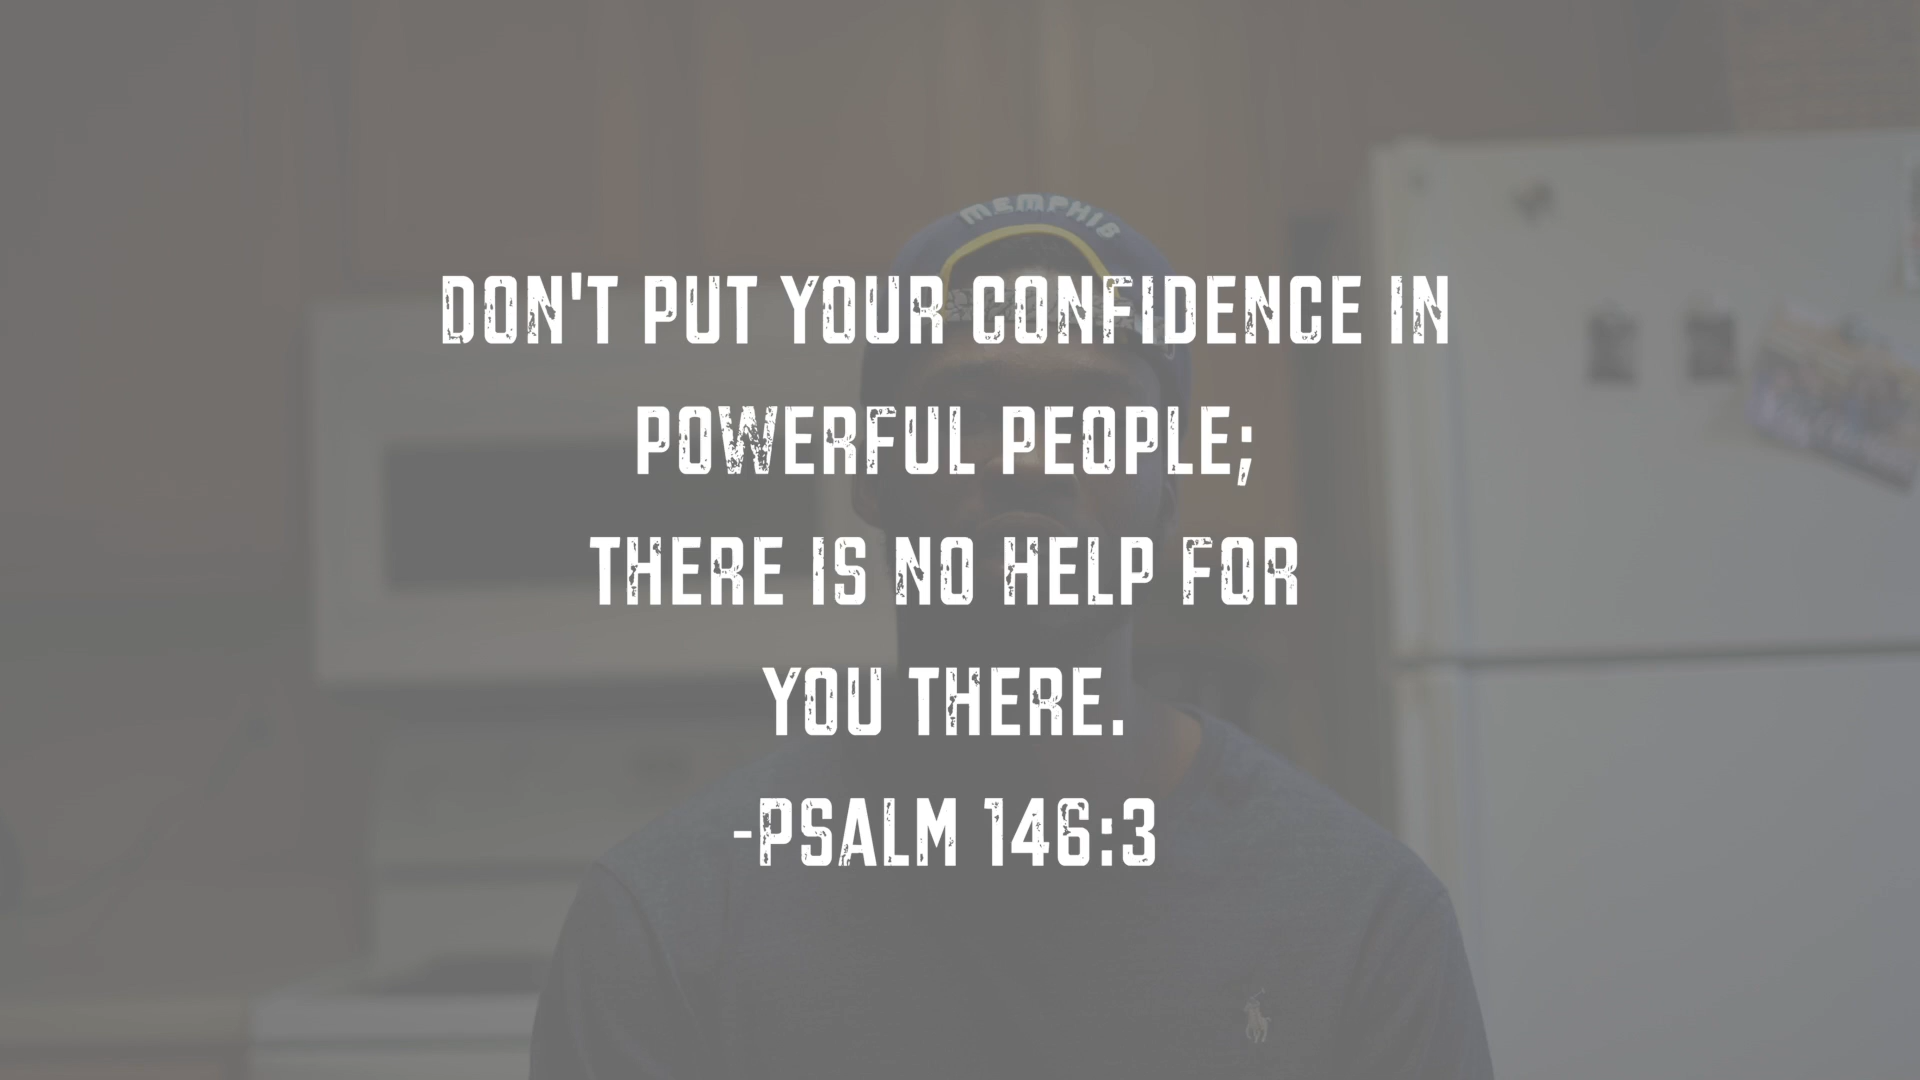 MEMPHIS
DON'T PUT YOUR CONFIDENCE IN
POWERFUL PEOPLE;
THERE IS NO HELP FOR
YOU THERE.
-PSALM 146:3